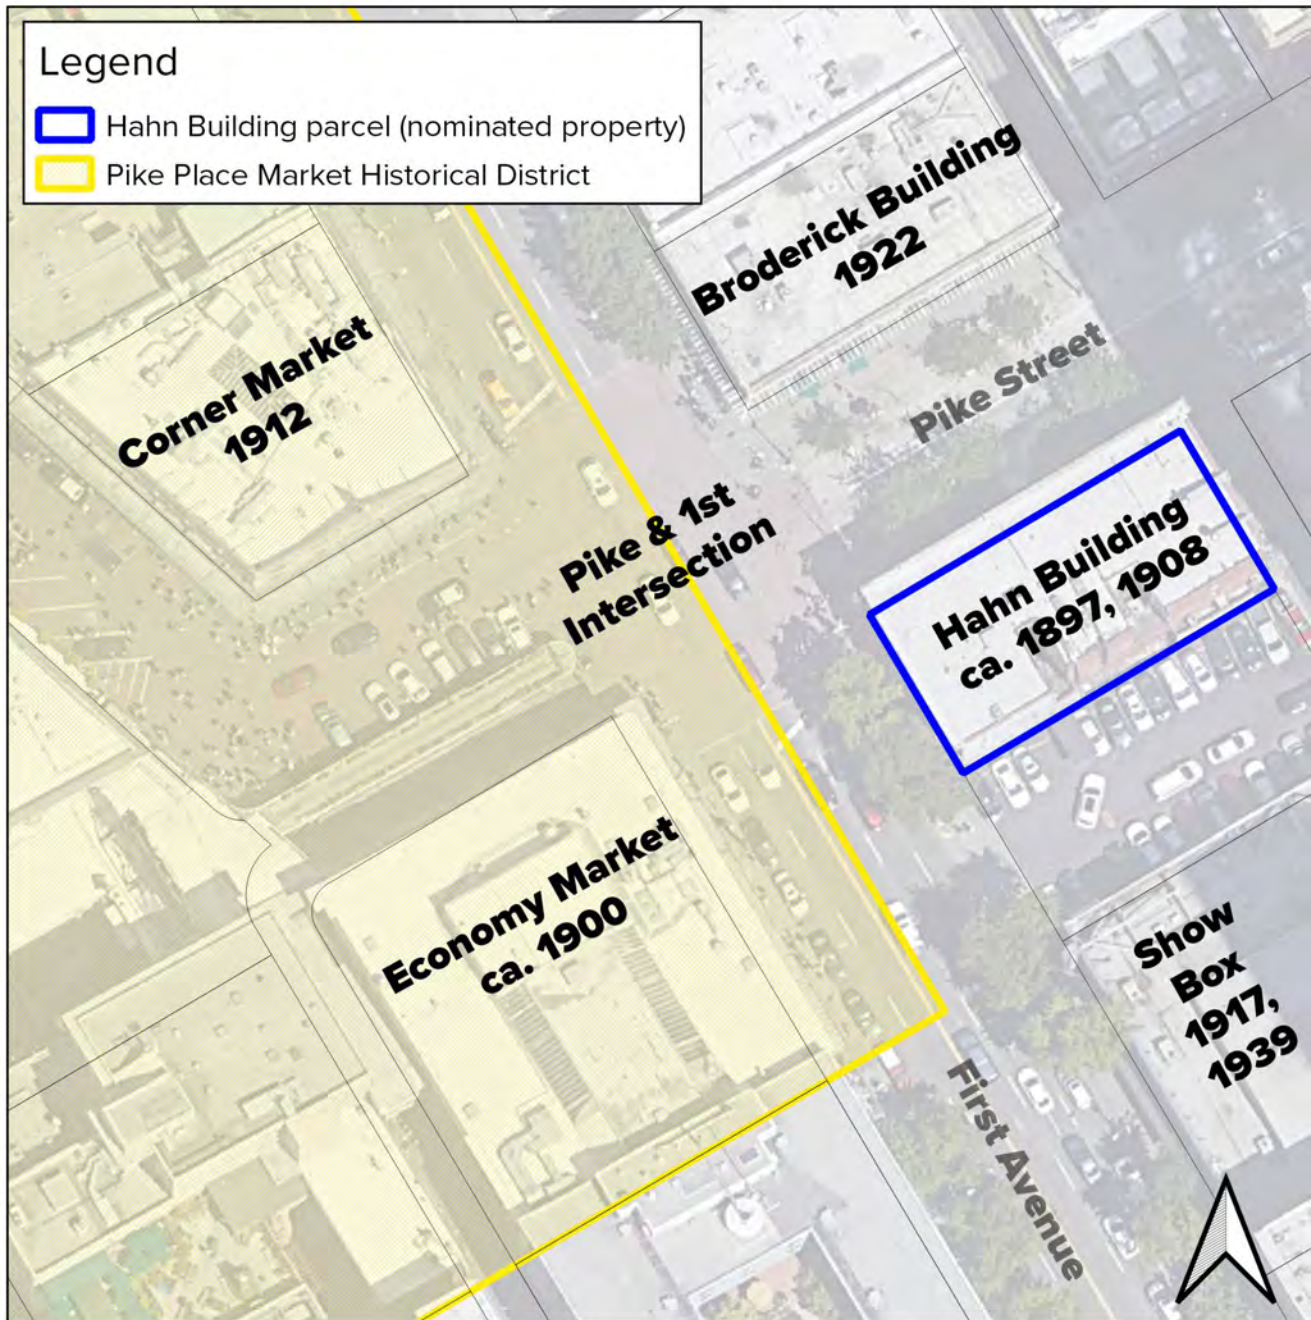 Legend
Hahn Building parcel (nominated property)
Pike Place Market Historical District
Broderick Building
1922
Corner Market
1912
Pike Street
Pike & 1st
Intersection
Hahn Building
ca. 1897, 1908
Economy Market
ca. 1900
Show
Box
1917,
1939
First Avenue